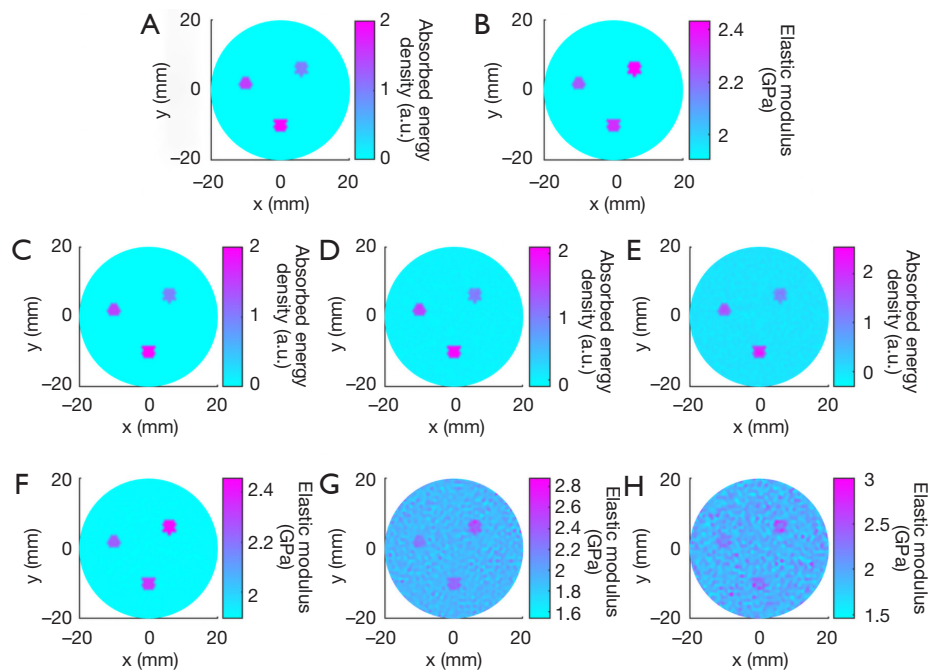 A
20
0
−20
y (mm)
−20
0
20
x (mm)
2
1
0
Absorbed energy
density (a.u.)
B
20
0
−20
y (mm)
−20
0
20
x (mm)
2.4
2.2
2
Elastic modulus
(GPa)
C
20
0
−20
y (mm)
−20
0
20
x (mm)
2
1
0
Absorbed energy
density (a.u.)
D
20
0
−20
y (mm)
−20
0
20
x (mm)
2
1
0
Absorbed energy
density (a.u.)
E
20
0
−20
y (mm)
−20
0
20
x (mm)
2
1
0
Absorbed energy
density (a.u.)
F
20
0
−20
y (mm)
−20
0
20
x (mm)
2.4
2.2
2
Elastic modulus
(GPa)
G
20
0
−20
y (mm)
−20
0
20
x (mm)
2.8
2.6
2.4
2.2
2
1.8
1.6
Elastic modulus
(GPa)
H
20
0
−20
y (mm)
−20
0
20
x (mm)
3
2.5
2
1.5
Elastic modulus
(GPa)